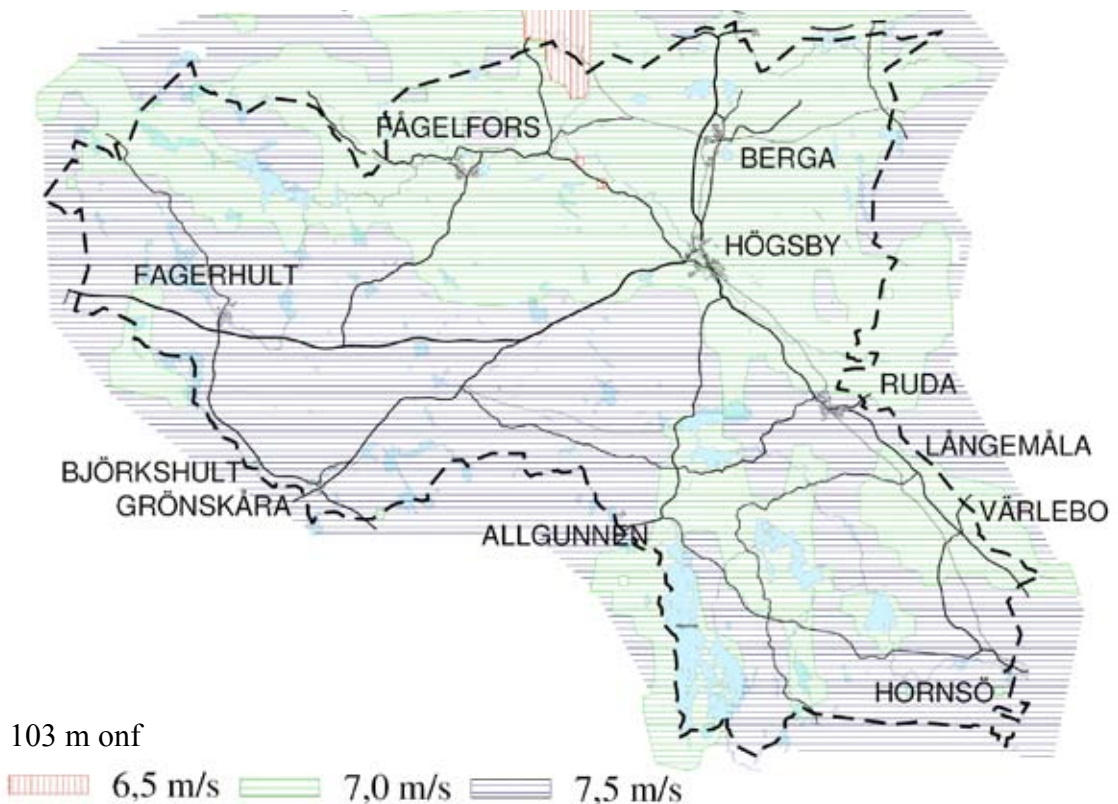 FÅGELFORS
BERGA
HÖGSBY
FAGERHULT
RUDA
LÅNGEMÅLA
BJÖRKSHULT
GRÖNSKÅRA
VÄRLEBO
ALLGUNNEN
HORNSÖ
103 m onf
6,5 m/s 7,0 m/s 7,5 m/s